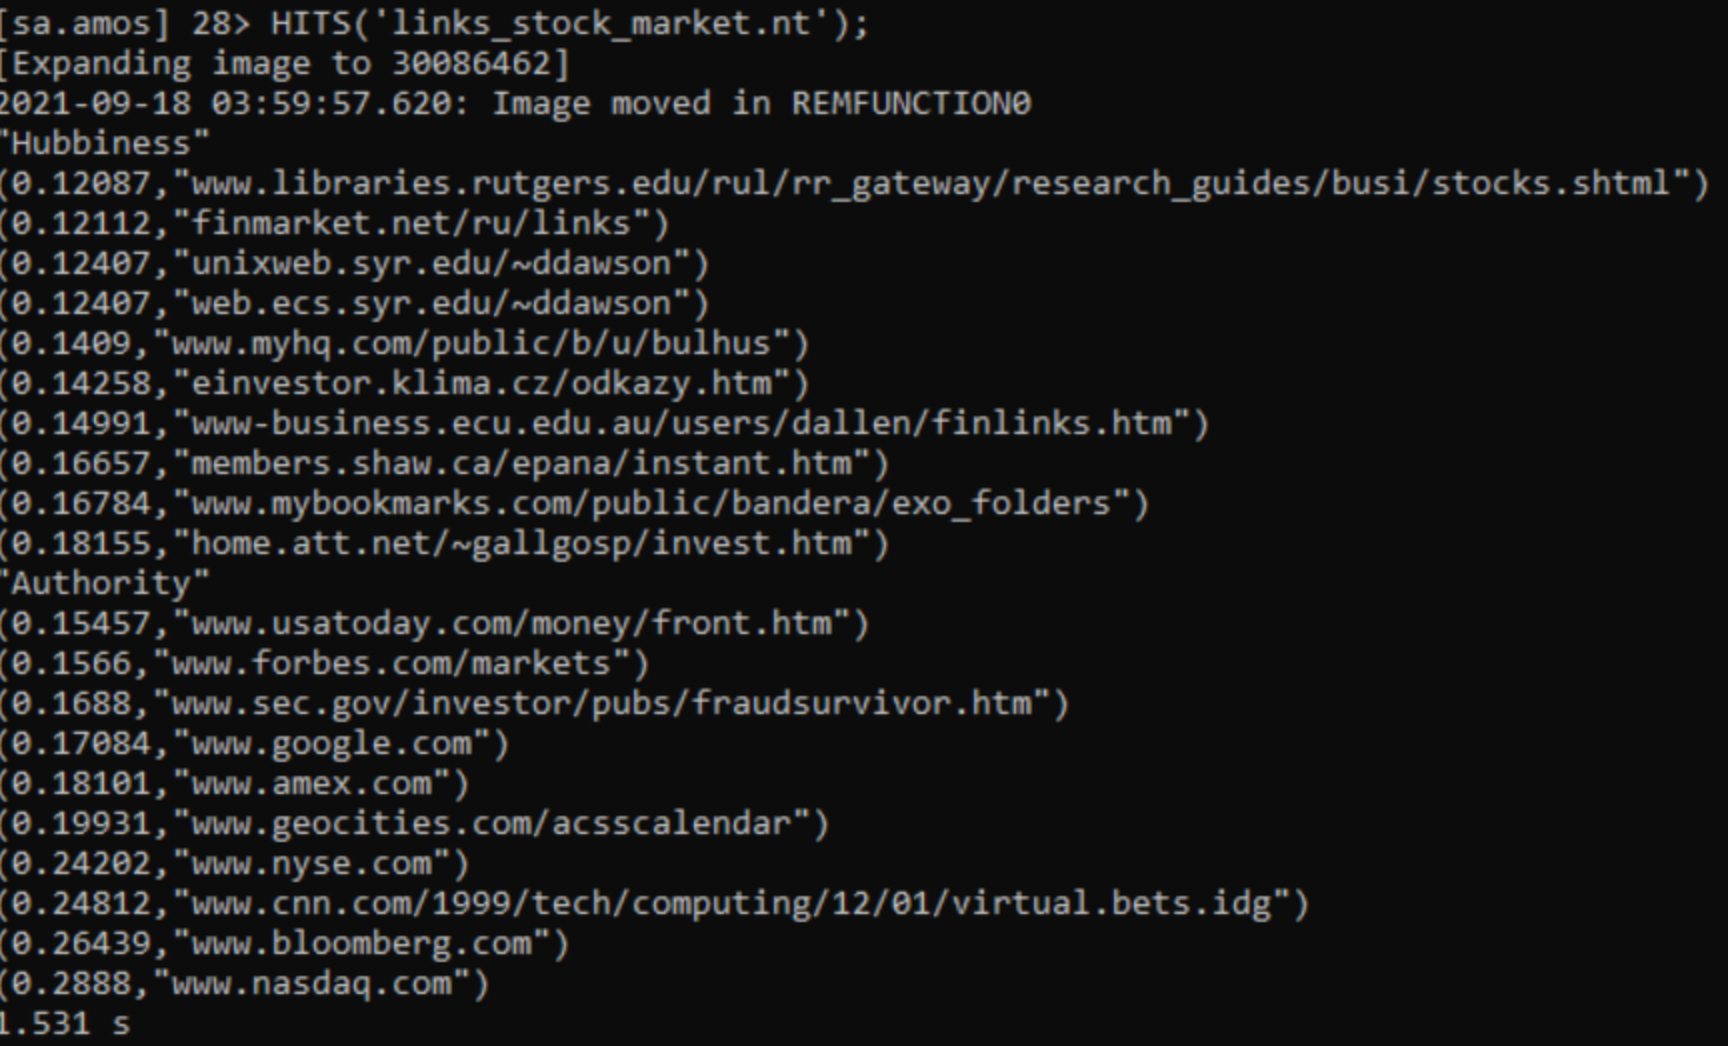 [sa.amos] 28> HITS('links_stock_market.nt');
[Expanding image to 30086462]
2021-09-18 03:59:57.620: Image moved in REMFUNCTION0
"Hubbiness"
(0.12087,"www.libraries.rutgers.edu/rul/rr_gateway/research_guides/busi/stocks.shtml")
(0.12112,"finmarket.net/ru/links")
(0.12407,"unixweb.syr.edu/~ddawson")
(0.12407,"web.ecs.syr.edu/~ddawson")
(0.1409,"www.myhq.com/public/b/u/bulhus")
(0.14258,"einvestor.klima.cz/odkazy.htm")
(0.14991,"www-business.ecu.edu.au/users/dallen/finlinks.htm")
(0.16657,"members.shaw.ca/epana/instant.htm")
(0.16784,"www.mybookmarks.com/public/bandera/exo_folders")
(0.18155,"home.att.net/~gallgosp/invest.htm")
"Authority"
(0.15457,"www.usatoday.com/money/front.htm")
(0.1566,"www.forbes.com/markets")
(0.1688,"www.sec.gov/investor/pubs/fraudsurvivor.htm")
(0.17084,"www.google.com")
(0.18101,"www.amex.com")
(0.19931,"www.geocities.com/acsscalendar")
(0.24202,"www.nyse.com")
(0.24812,"www.cnn.com/1999/tech/computing/12/01/virtual.bets.idg")
(0.26439,"www.bloomberg.com")
(0.2888,"www.nasdaq.com")
1.531 s